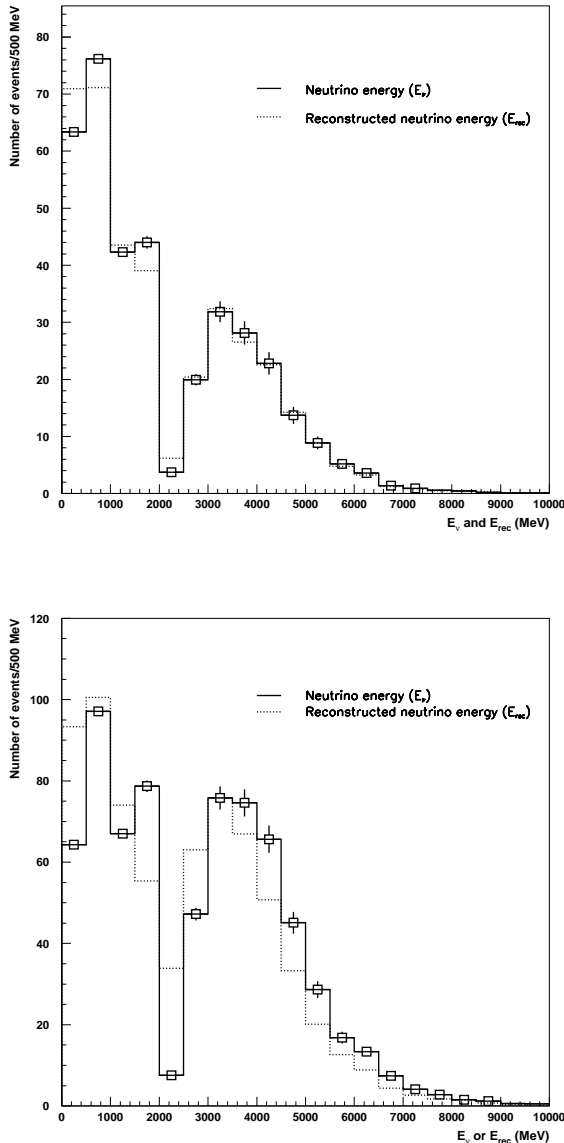 Number of events/500 MeV
80
70
60
50
40
30
20
10
0
Neutrino energy (Eν)
Reconstructed neutrino energy (Erec)
0 1000 2000 3000 4000 5000 6000 7000 8000 9000 10000
Eν and Erec (MeV)
Number of events/500 MeV
120
100
80
60
40
20
0
Neutrino energy (Eν)
Reconstructed neutrino energy (Erec)
0 1000 2000 3000 4000 5000 6000 7000 8000 9000 10000
Eν or Erec (MeV)